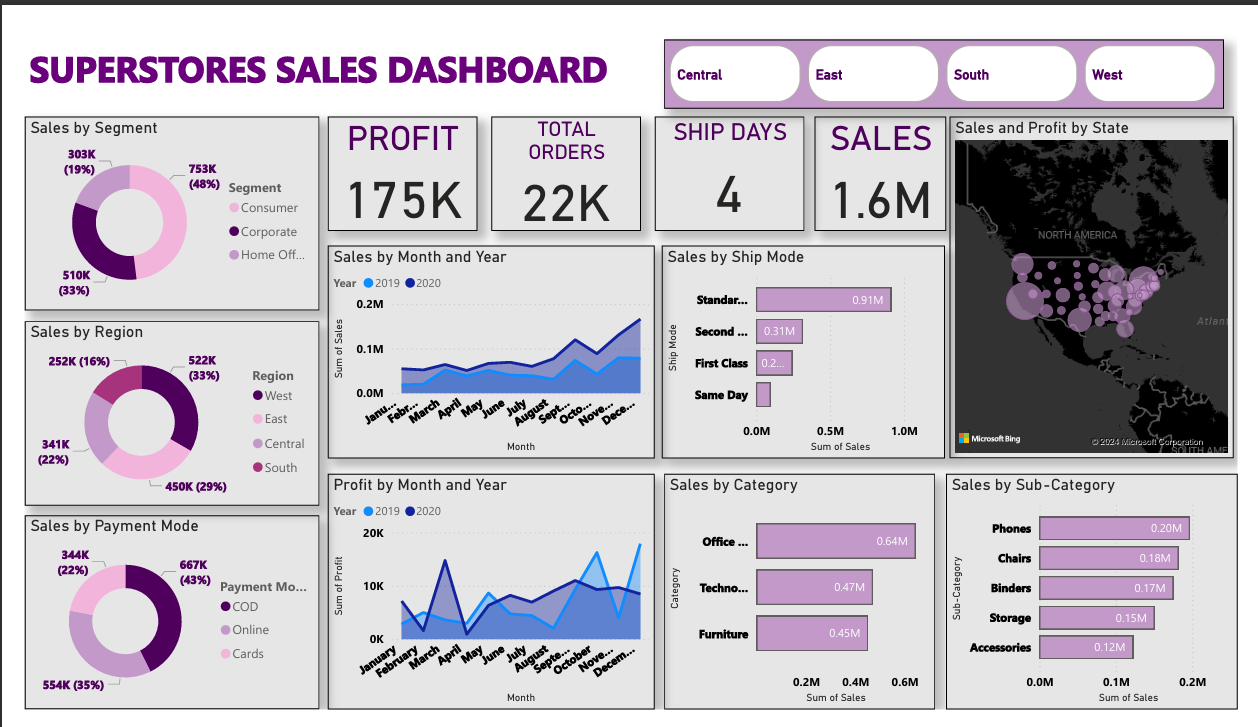 SUPERSTORES SALES DASHBOARD
Central
East
South
West
Sales by Segment
303K
(19%)
753K
(48%)
510K
(33%)
Segment
Consumer
Corporate
Home Off...
PROFIT
175K
TOTAL
ORDERS
22K
SHIP DAYS
4
SALES
1.6M
Sales and Profit by State
NORTH AMERICA
Atlant
Microsoft Bing
© 2024 Microsoft Corporation
SOUTH AME
Sales by Month and Year
Year 2019 2020
Sum of Sales
0.2M
0.1M
0.0M
Janu...
Febr...
March
April
May
June
July
August
Sept...
Octo...
Nove...
Dece...
Month
Sales by Ship Mode
Ship Mode
Standar...
0.91M
Second ...
0.31M
First Class
0.2...
Same Day
0.0M
0.5M
1.0M
Sum of Sales
Sales by Region
252K (16%)
522K
(33%)
341K
(22%)
450K (29%)
Region
West
East
Central
South
Sales by Payment Mode
344K
(22%)
667K
(43%)
554K (35%)
Payment Mo...
COD
Online
Cards
Profit by Month and Year
Year 2019 2020
Sum of Profit
20K
10K
0K
January
February
March
April
May
June
July
August
Septe...
October
Nove...
Decem...
Month
Sales by Category
Category
Office ...
0.64M
Techno...
0.47M
Furniture
0.45M
0.2M
0.4M
0.6M
Sum of Sales
Sales by Sub-Category
Sub-Category
Phones
0.20M
Chairs
0.18M
Binders
0.17M
Storage
0.15M
Accessories
0.12M
0.0M
0.1M
0.2M
Sum of Sales